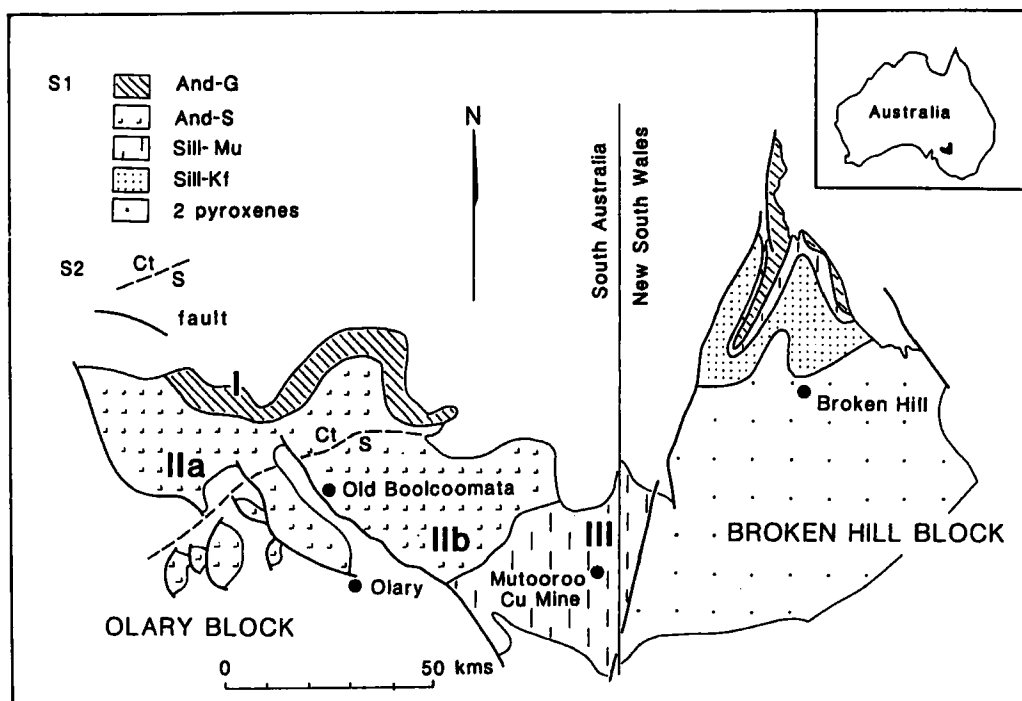 S1
And-G
And-S
Sill-Mu
Sill-Kf
2 pyroxenes
S2
Ct
S
fault
N
South Australia
New South Wales
Australia
I
Ct
S
IIa
Old Boolcoomata
IIb
III
Broken Hill
BROKEN HILL BLOCK
Mutooroo
Cu Mine
Olary
OLARY BLOCK
0 50 kms